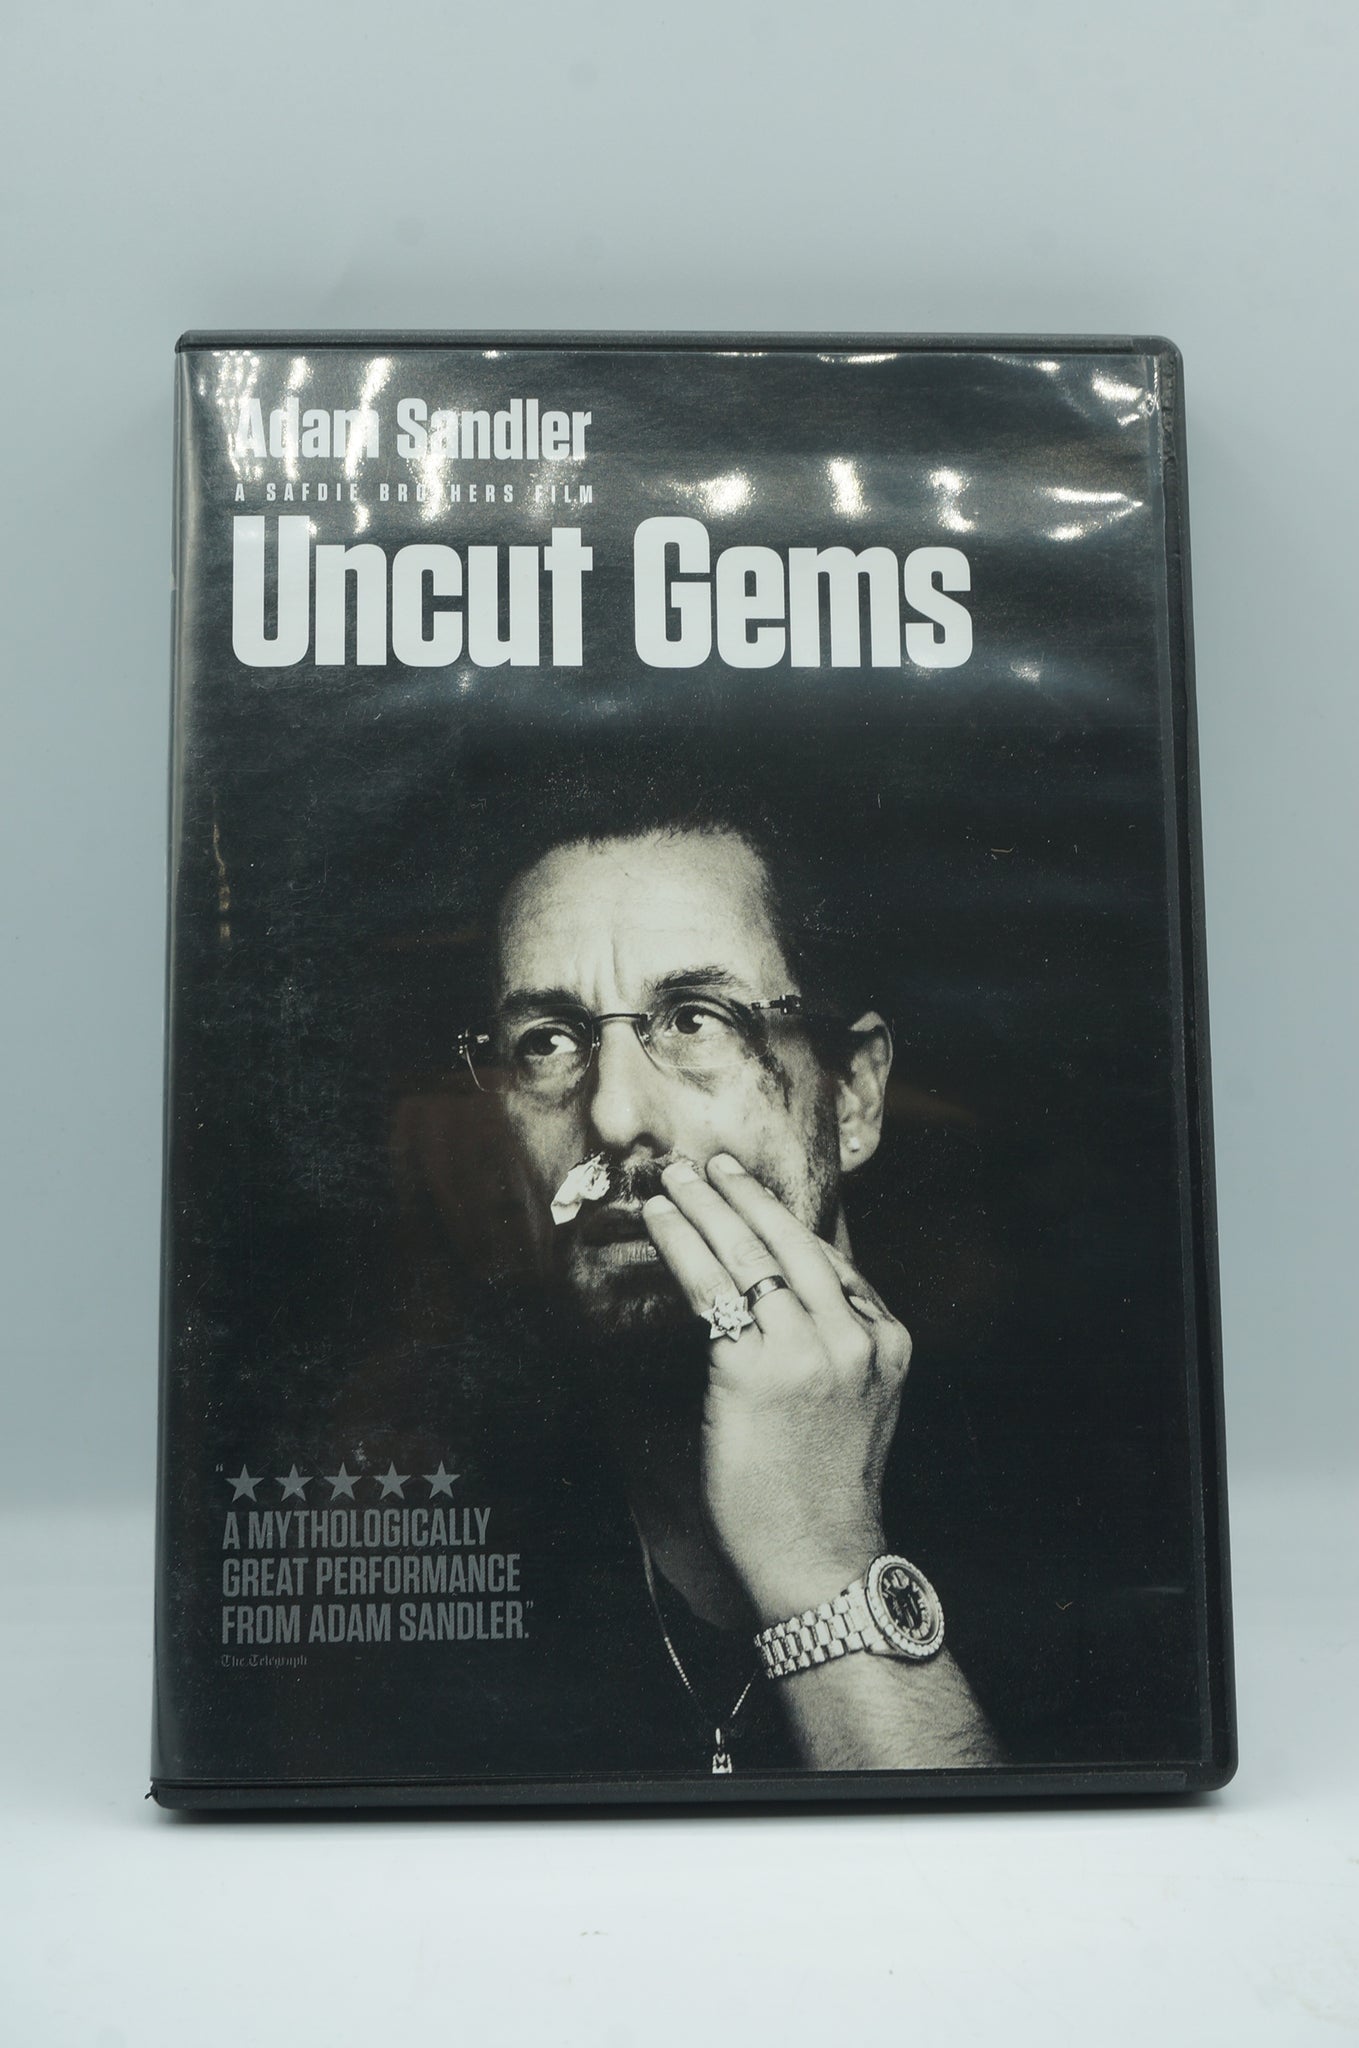 Adam Sandler
A SAFDIE BROTHERS FILM
Uncut Gems
"★★★★★
A MYTHOLOGICALLY
GREAT PERFORMANCE
FROM ADAM SANDLER."
The Telegraph